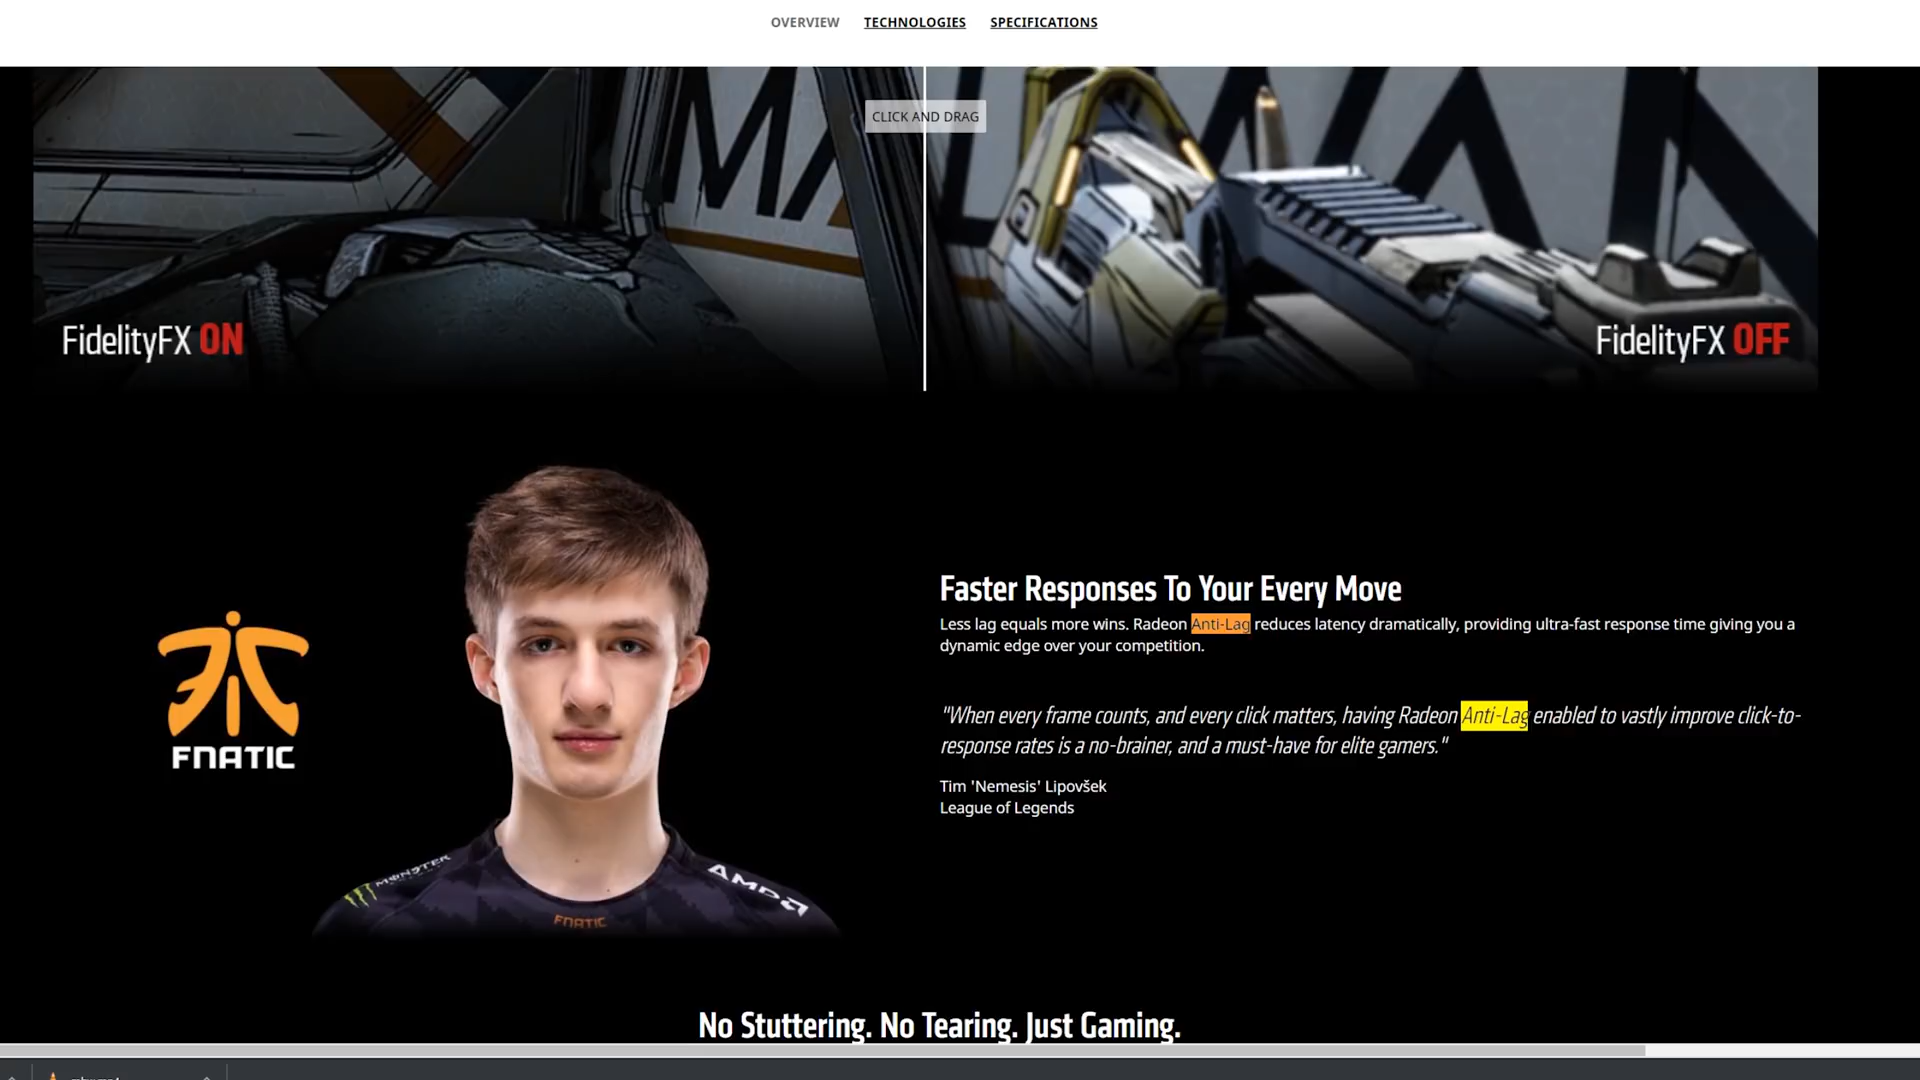 OVERVIEW TECHNOLOGIES SPECIFICATIONS
MA
CLICK AND DRAG
FidelityFX ON
FidelityFX OFF
Faster Responses To Your Every Move
Less lag equals more wins. Radeon Anti-Lag reduces latency dramatically, providing ultra-fast response time giving you a
dynamic edge over your competition.
"When every frame counts, and every click matters, having Radeon Anti-Lag enabled to vastly improve click-to-
response rates is a no-brainer, and a must-have for elite gamers."
Tim 'Nemesis' Lipovšek
League of Legends
FNATIC
MONSTER
AMD
FNATIC
No Stuttering. No Tearing. Just Gaming.